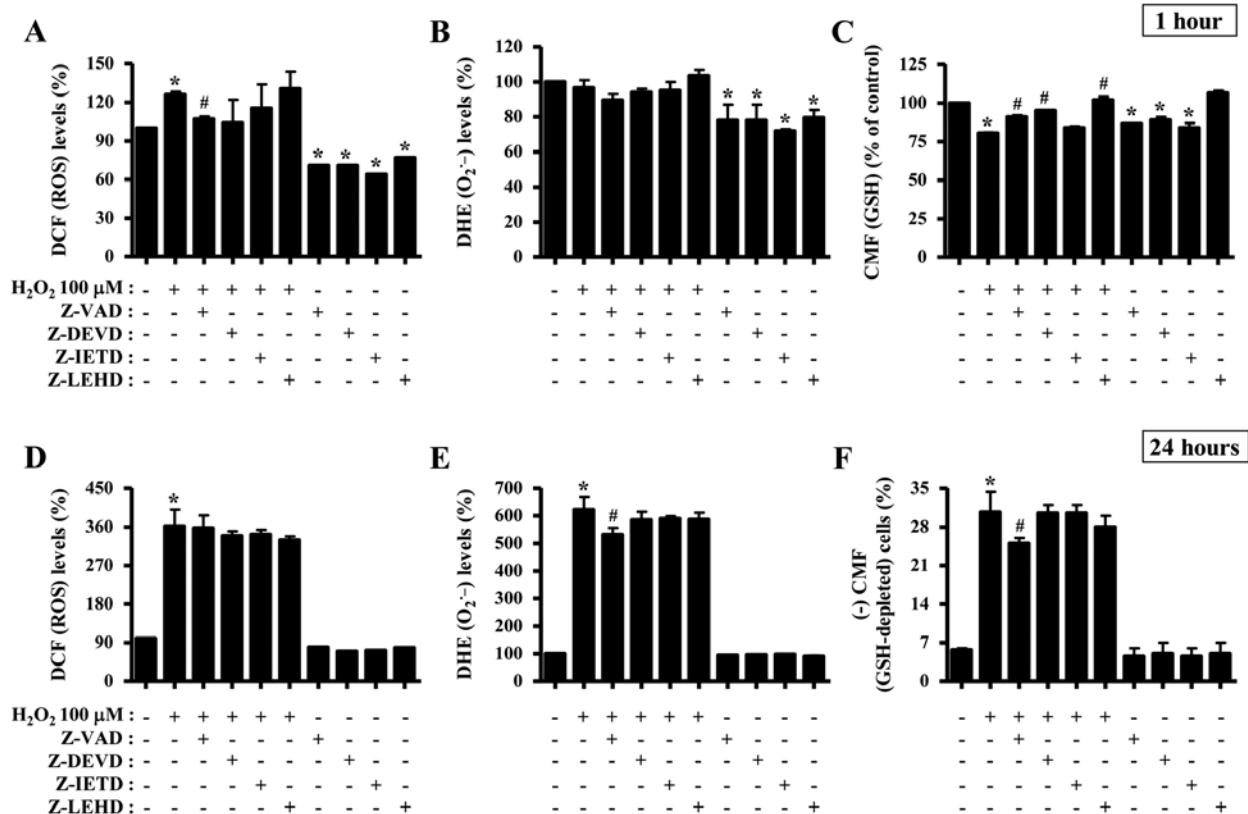 1 hour
A
B
C
DCF (ROS) levels (%)
150
120
90
60
30
0
* # * * * *
DHE (O₂·−) levels (%)
120
100
80
60
40
20
0
* * * *
CMF (GSH) (% of control)
125
100
75
50
25
0
* # # # * * *
H₂O₂ 100 μM : - + + + + + - - - - - + + + + + - - - - - + + + + + - - - -
Z-VAD : - - + - - - + - - - - - + - - - + - - - - - + - - - + - - -
Z-DEVD : - - - + - - - + - - - - - + - - - + - - - - - + - - - + - -
Z-IETD : - - - - + - - - + - - - - - + - - - + - - - - - + - - - + -
Z-LEHD : - - - - - + - - - + - - - - - + - - - + - - - - - + - - - +
24 hours
D
E
F
DCF (ROS) levels (%)
450
360
270
180
90
0
*
DHE (O₂·−) levels (%)
700
600
500
400
300
200
100
0
* #
(-) CMF
(GSH-depleted) cells (%)
35
28
21
14
7
0
* #
H₂O₂ 100 μM : - + + + + + - - - - - + + + + + - - - - - + + + + + - - - -
Z-VAD : - - + - - - + - - - - - + - - - + - - - - - + - - - + - - -
Z-DEVD : - - - + - - - + - - - - - + - - - + - - - - - + - - - + - -
Z-IETD : - - - - + - - - + - - - - - + - - - + - - - - - + - - - + -
Z-LEHD : - - - - - + - - - + - - - - - + - - - + - - - - - + - - - +